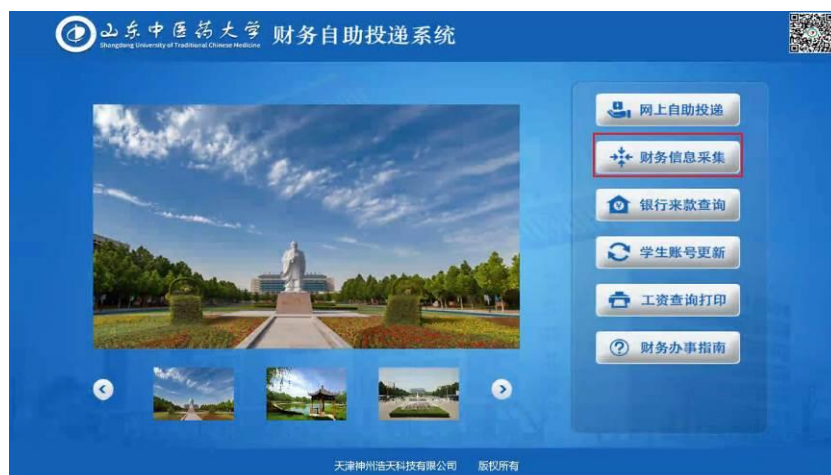 山东中医药大学 财务自助投递系统
Shangdong University of Traditional Chinese Medicine
网上自助投递
财务信息采集
银行来款查询
学生账号更新
工资查询打印
财务办事指南
天津神州浩天科技有限公司 版权所有